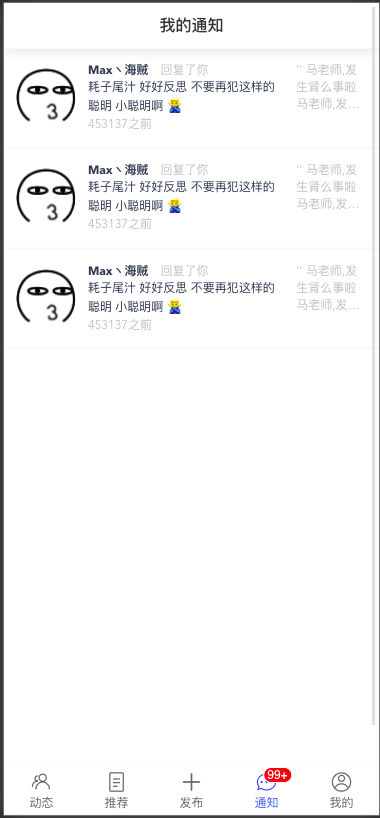 我的通知
Max丶海贼 回复了你
耗子尾汁 好好反思 不要再犯这样的
聪明 小聪明啊 🙅‍♂️
453137之前
'' 马老师,发
生肾么事啦
马老师,发...
Max丶海贼 回复了你
耗子尾汁 好好反思 不要再犯这样的
聪明 小聪明啊 🙅‍♂️
453137之前
'' 马老师,发
生肾么事啦
马老师,发...
Max丶海贼 回复了你
耗子尾汁 好好反思 不要再犯这样的
聪明 小聪明啊 🙅‍♂️
453137之前
'' 马老师,发
生肾么事啦
马老师,发...
99+
动态 推荐 发布 通知 我的